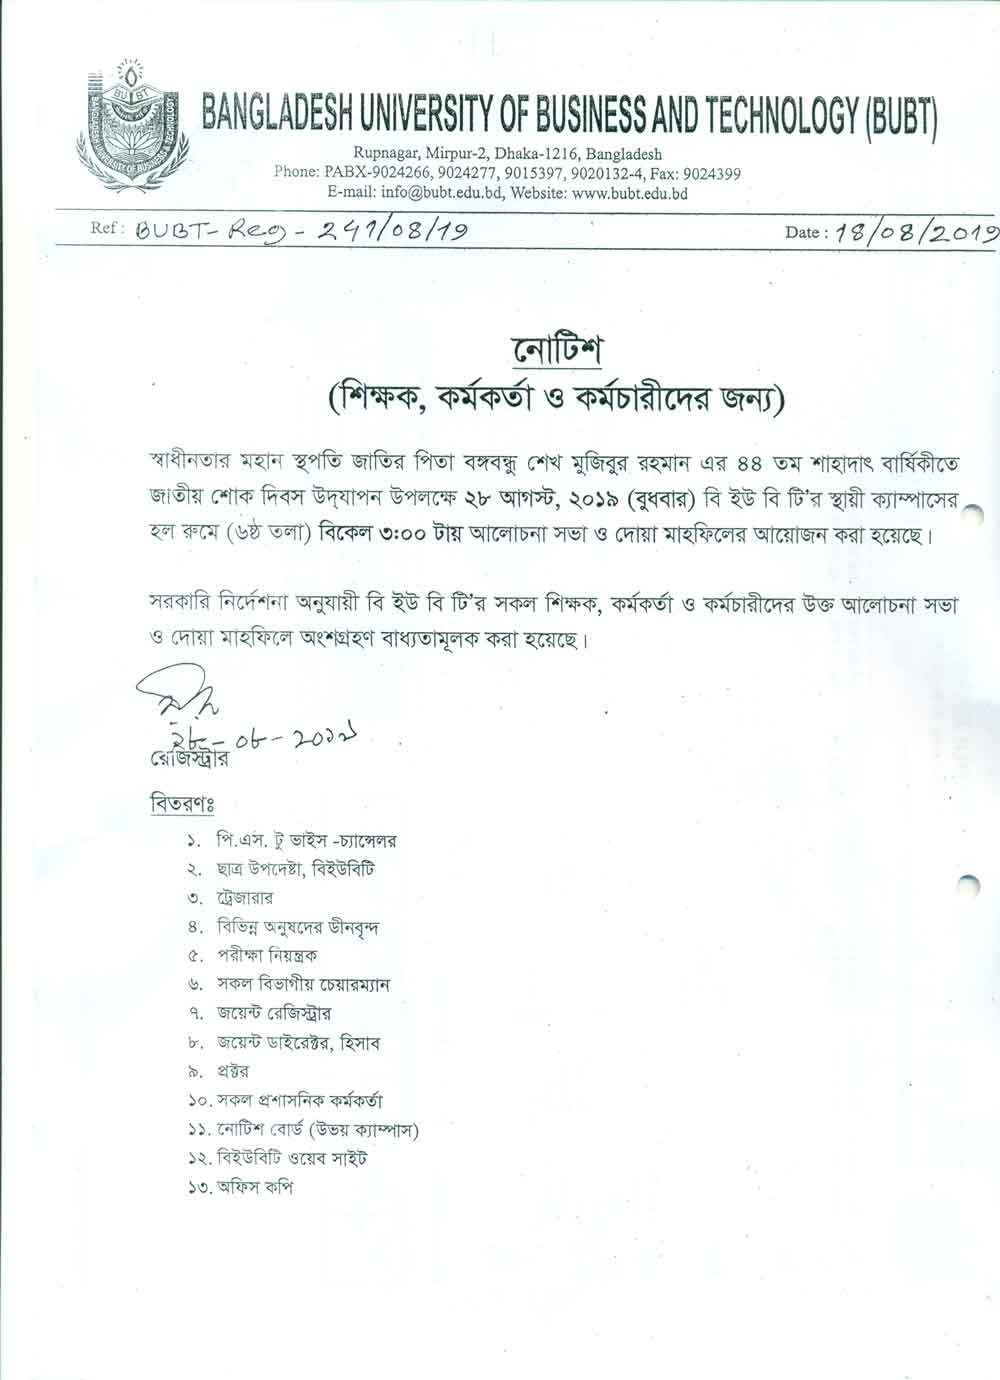 BANGLADESH UNIVERSITY OF BUSINESS AND TECHNOLOGY (BUBT)
Rupnagar, Mirpur-2, Dhaka-1216, Bangladesh
Phone: PABX-9024266, 9024277, 9015397, 9020132-4, Fax: 9024399
E-mail: info@bubt.edu.bd, Website: www.bubt.edu.bd
Ref : BUBT-Reg - 241/08/19 Date : 18/08/2019
নোটিশ
(শিক্ষক, কর্মকর্তা ও কর্মচারীদের জন্য)
স্বাধীনতার মহান স্থপতি জাতির পিতা বঙ্গবন্ধু শেখ মুজিবুর রহমান এর ৪৪ তম শাহাদাৎ বার্ষিকীতে
জাতীয় শোক দিবস উদ্‌যাপন উপলক্ষে ২৮ আগস্ট, ২০১৯ (বুধবার) বি ইউ বি টি’র স্থায়ী ক্যাম্পাসের
হল রুমে (৬ষ্ঠ তলা) বিকেল ৩:০০ টায় আলোচনা সভা ও দোয়া মাহফিলের আয়োজন করা হয়েছে।
সরকারি নির্দেশনা অনুযায়ী বি ইউ বি টি’র সকল শিক্ষক, কর্মকর্তা ও কর্মচারীদের উক্ত আলোচনা সভা
ও দোয়া মাহফিলে অংশগ্রহণ বাধ্যতামূলক করা হয়েছে।
২৮-০৮-২০১৯
রেজিস্ট্রার
বিতরণঃ
১. পি.এস. টু ভাইস -চ্যান্সেলর
২. ছাত্র উপদেষ্টা, বিইউবিটি
৩. ট্রেজারার
৪. বিভিন্ন অনুষদের ডীনবৃন্দ
৫. পরীক্ষা নিয়ন্ত্রক
৬. সকল বিভাগীয় চেয়ারম্যান
৭. জয়েন্ট রেজিস্ট্রার
৮. জয়েন্ট ডাইরেক্টর, হিসাব
৯. প্রক্টর
১০. সকল প্রশাসনিক কর্মকর্তা
১১. নোটিশ বোর্ড (উভয় ক্যাম্পাস)
১২. বিইউবিটি ওয়েব সাইট
১৩. অফিস কপি